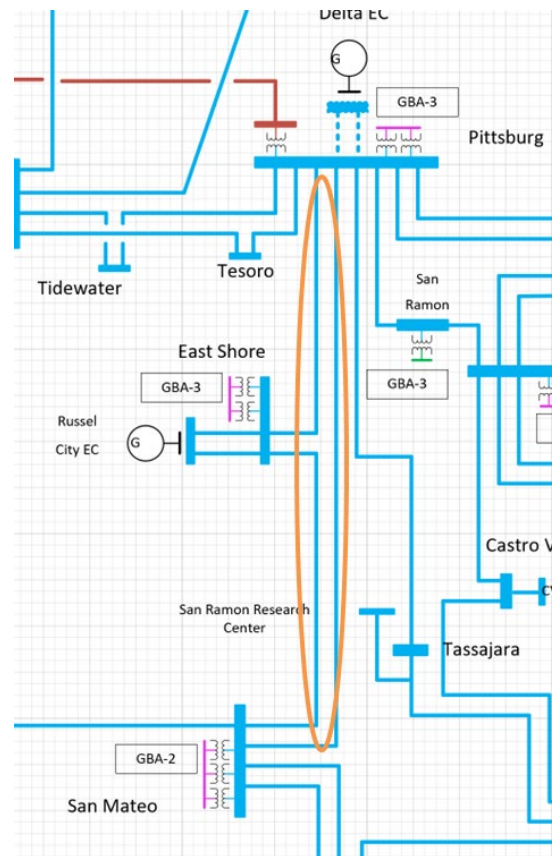 Delta EC
G
GBA-3
Pittsburg
Tidewater
Tesoro
San
Ramon
East Shore
GBA-3
GBA-3
Russel
City EC
G
Castro V
San Ramon Research
Center
Tassajara
GBA-2
San Mateo